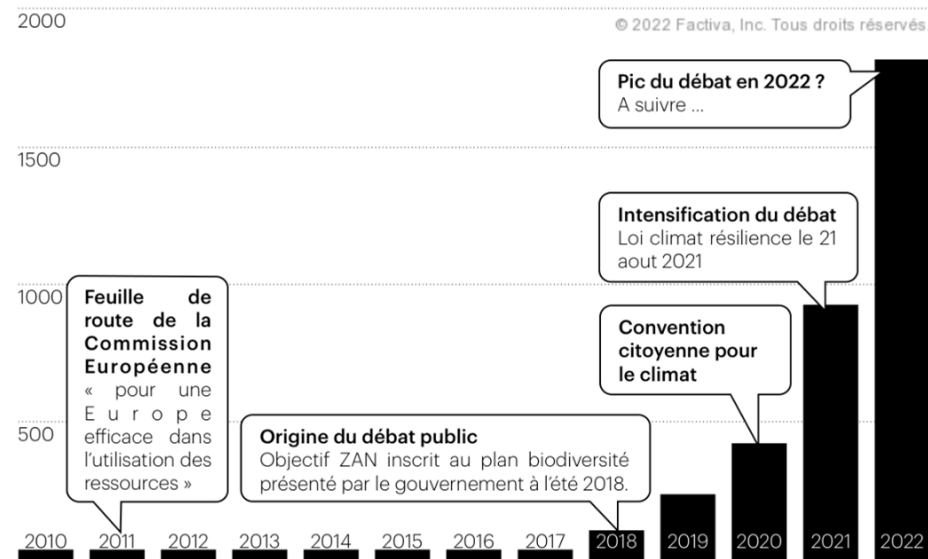 2000
© 2022 Factiva, Inc. Tous droits réservés.
Pic du débat en 2022 ?
A suivre ...
1500
Intensification du débat
Loi climat résilience le 21
aout 2021
1000
Feuille de
route de la
Commission
Européenne
« pour une
Europe
efficace dans
l'utilisation des
ressources »
Convention
citoyenne pour
le climat
500
Origine du débat public
Objectif ZAN inscrit au plan biodiversité
présenté par le gouvernement à l'été 2018.
2010 2011 2012 2013 2014 2015 2016 2017 2018 2019 2020 2021 2022